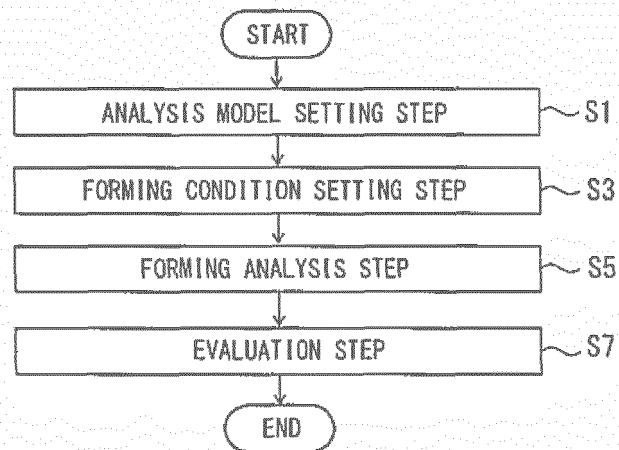 START
ANALYSIS MODEL SETTING STEP S1
FORMING CONDITION SETTING STEP S3
FORMING ANALYSIS STEP S5
EVALUATION STEP S7
END